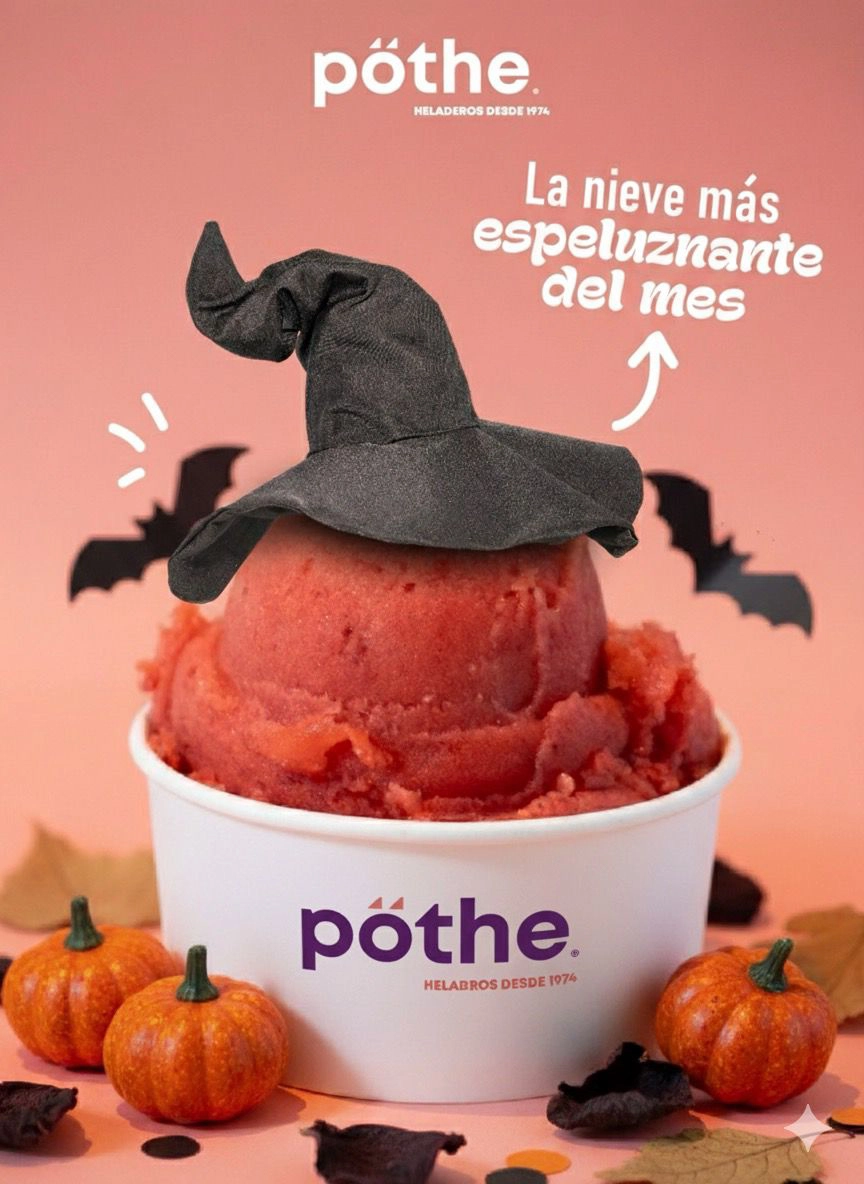 pöthe.
HELADEROS DESDE 1974
La nieve más
espeluznante
del mes
pöthe.
HELABROS DESDE 1974